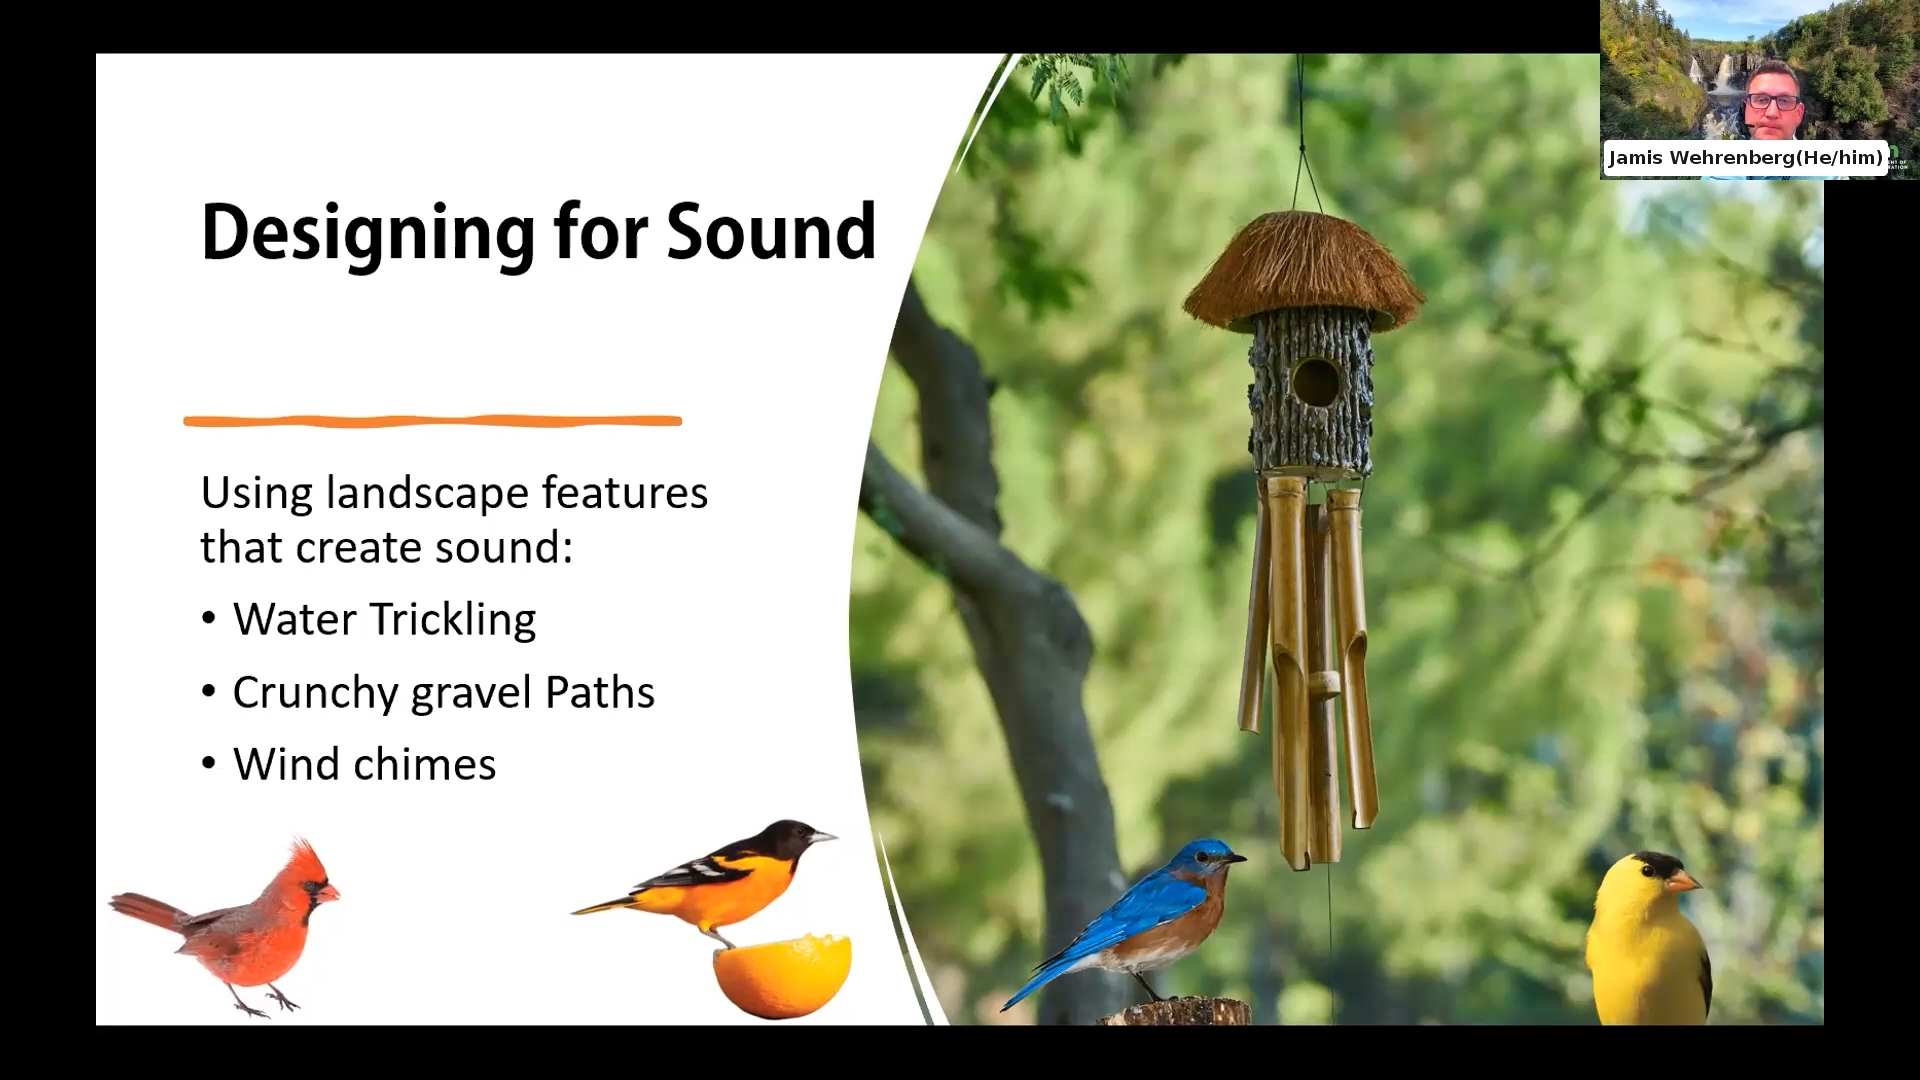 Designing for Sound
Using landscape features
that create sound:
• Water Trickling
• Crunchy gravel Paths
• Wind chimes
Jamis Wehrenberg(He/him)